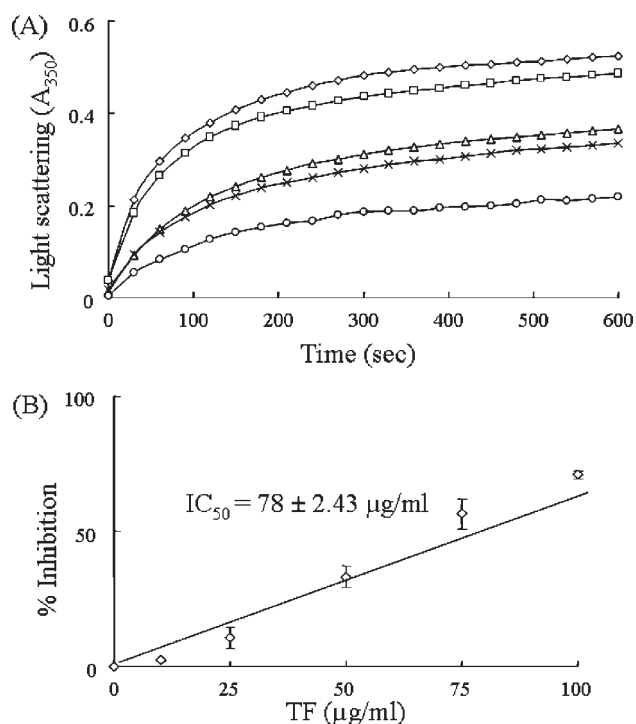 (A)
0.6
0.4
0.2
0
Light scattering (A350)
0 100 200 300 400 500 600
Time (sec)
(B)
100
50
0
% Inhibition
IC50 = 78 ± 2.43 µg/ml
0 25 50 75 100
TF (µg/ml)